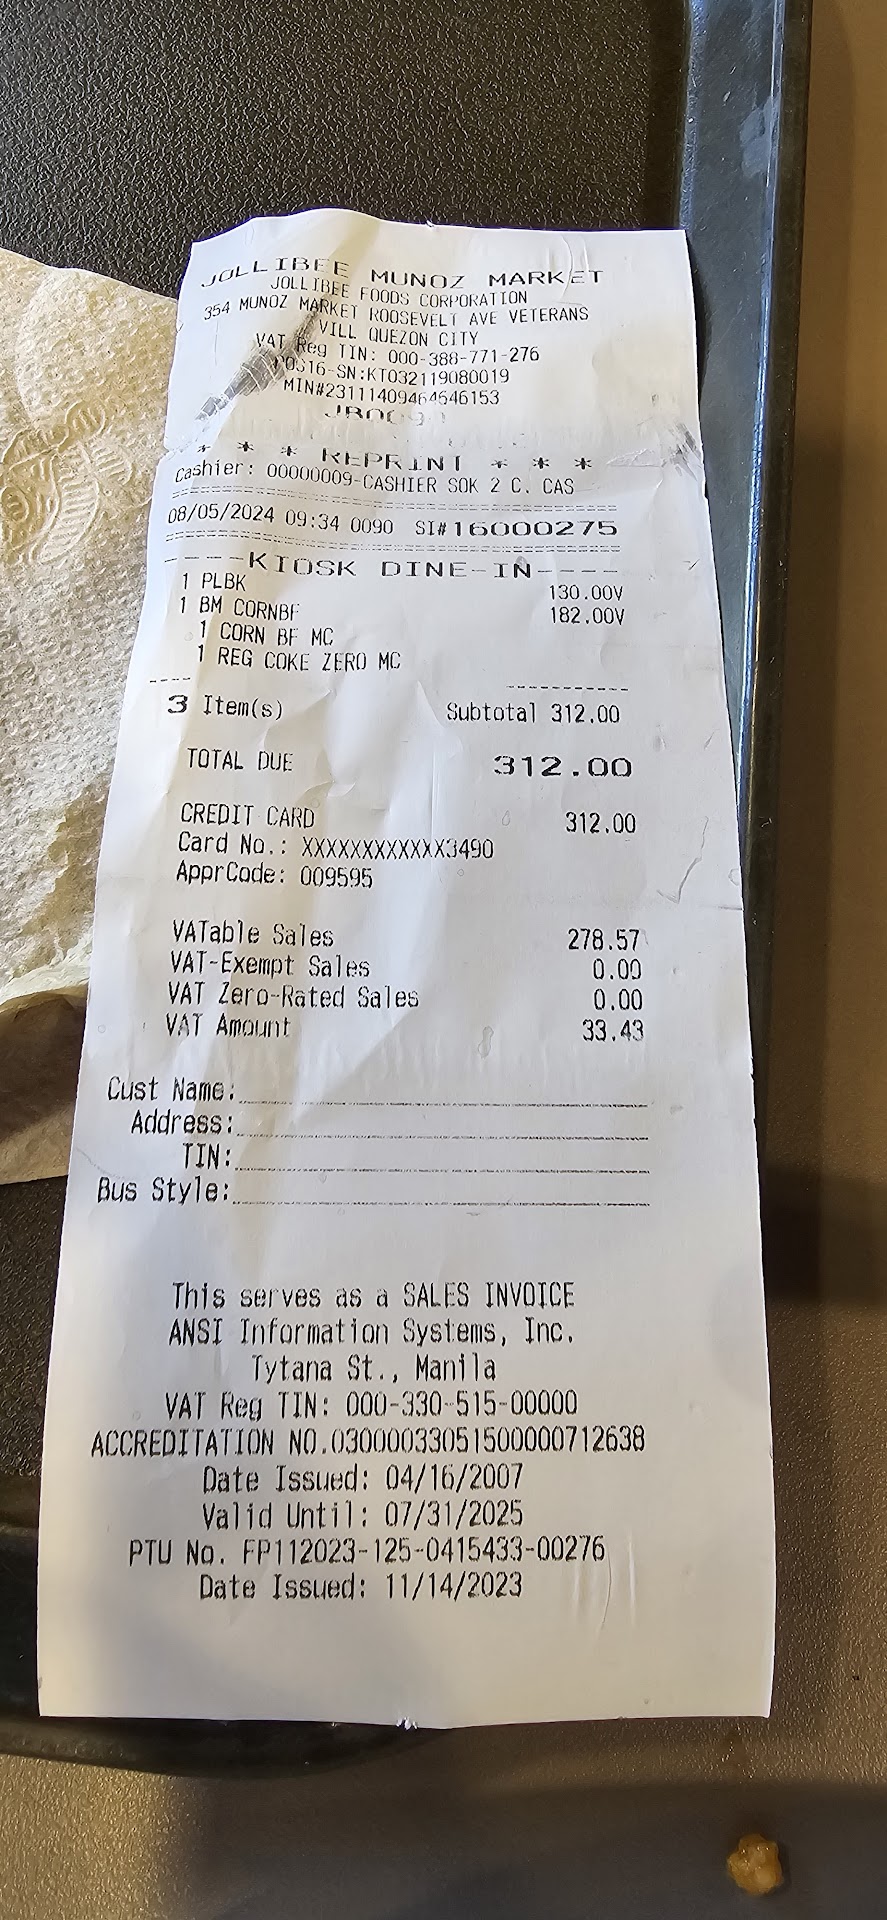 JOLLIBEE MUNOZ MARKET
JOLLIBEE FOODS CORPORATION
354 MUNOZ MARKET ROOSEVELT AVE VETERANS
VILL QUEZON CITY
VAT Reg TIN: 000-388-771-276
POS16-SN:KT032119080019
MIN#23111409464646153
* * * REPRINT * * *
Cashier: 00000009-CASHIER SOK 2 C. CAS
08/05/2024 09:34 0090 SI#16000275
----KIOSK DINE-IN----
1 PLBK 130.00V
1 BM CORNBF 182.00V
1 CORN BF MC
1 REG COKE ZERO MC
3 Item(s) Subtotal 312.00
TOTAL DUE 312.00
CREDIT CARD 312.00
Card No.: XXXXXXXXXXXX3490
ApprCode: 009595
VATable Sales 278.57
VAT-Exempt Sales 0.00
VAT Zero-Rated Sales 0.00
VAT Amount 33.43
Cust Name:
Address:
TIN:
Bus Style:
This serves as a SALES INVOICE
ANSI Information Systems, Inc.
Tytana St., Manila
VAT Reg TIN: 000-330-515-00000
ACCREDITATION NO.030000330515000000712638
Date Issued: 04/16/2007
Valid Until: 07/31/2025
PTU No. FP112023-125-0415433-00276
Date Issued: 11/14/2023